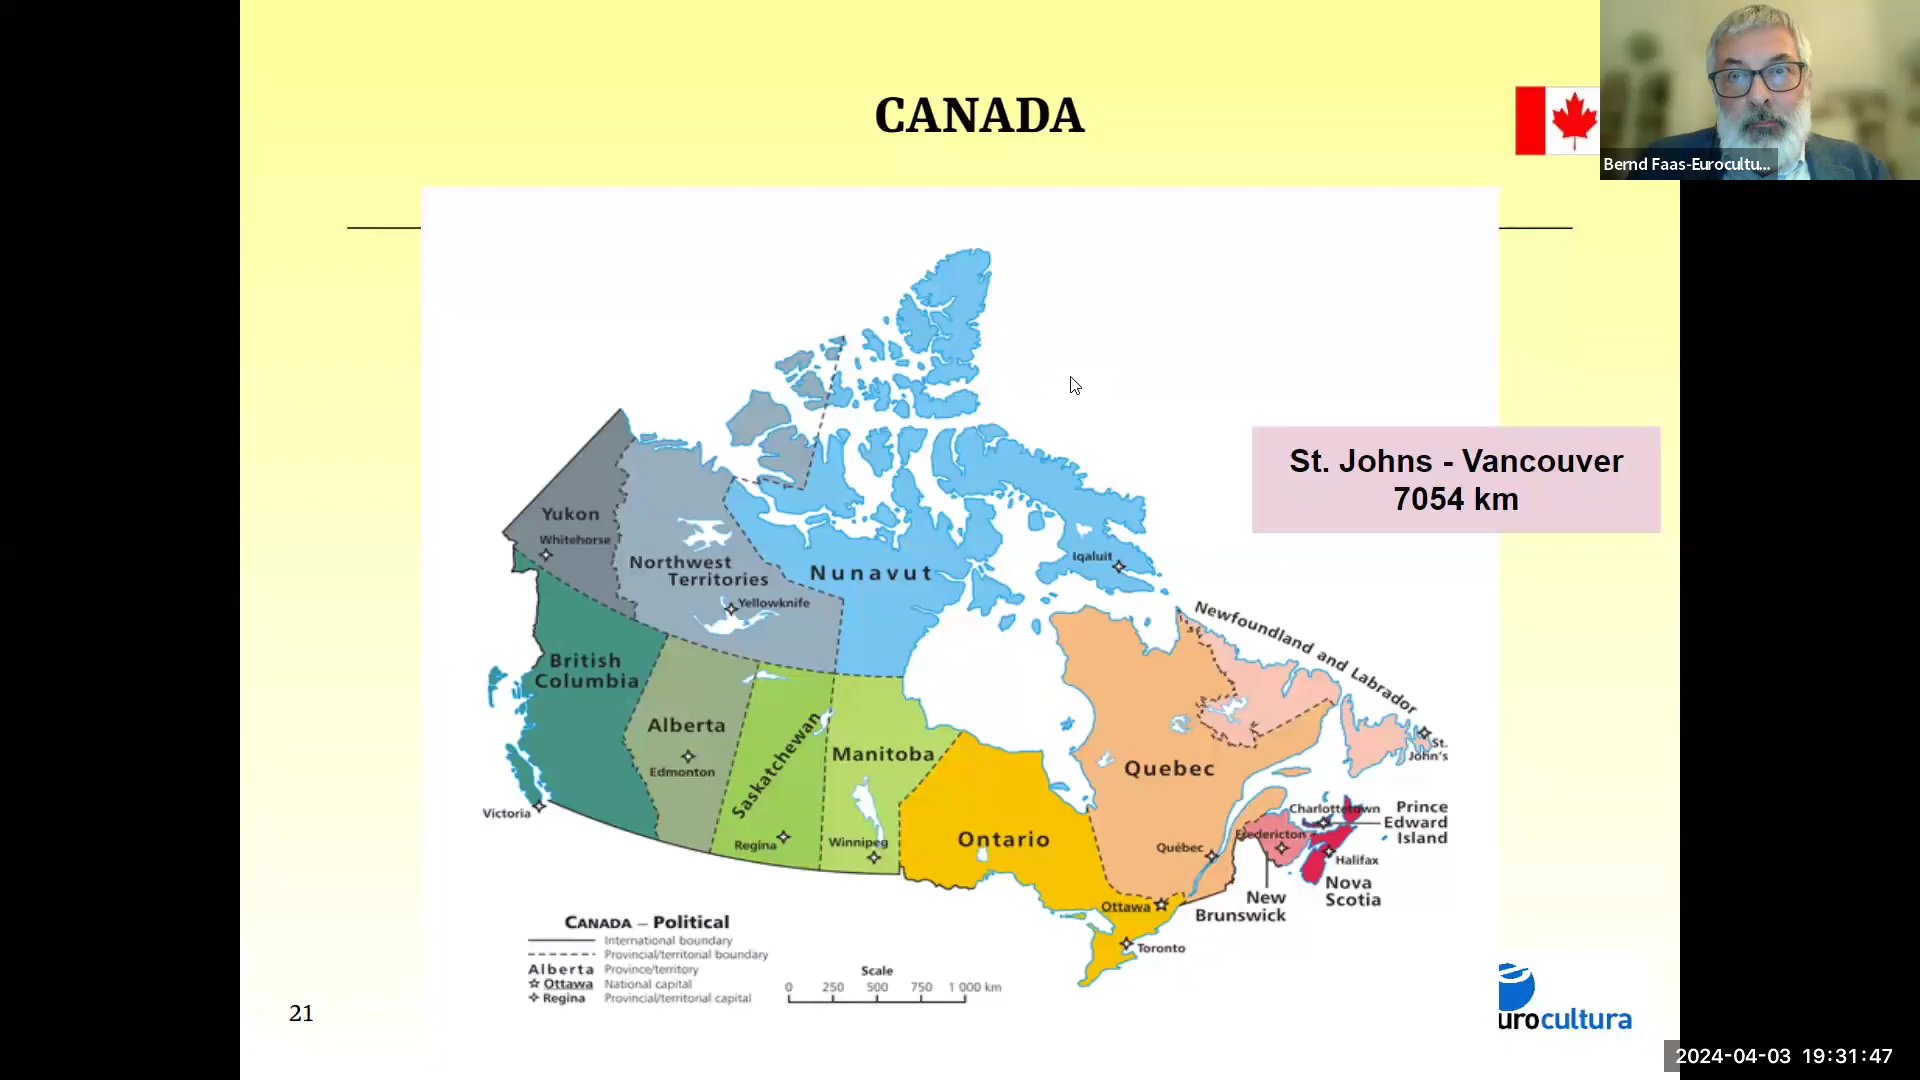 CANADA
Bernd Faas-Eurocultu...
St. Johns - Vancouver
7054 km
Yukon
Whitehorse
Northwest
Territories
Yellowknife
Nunavut
Iqaluit
Newfoundland and Labrador
St.
John's
British
Columbia
Alberta
Edmonton
Saskatchewan
Regina
Manitoba
Winnipeg
Victoria
Ontario
Quebec
Québec
Ottawa
Toronto
Charlottetown
Prince
Edward
Island
Fredericton
Halifax
Nova
Scotia
New
Brunswick
CANADA – Political
International boundary
Provincial/territorial boundary
Alberta Province/territory
Ottawa National capital
Regina Provincial/territorial capital
Scale
0 250 500 750 1 000 km
21
urocultura
2024-04-03 19:31:47